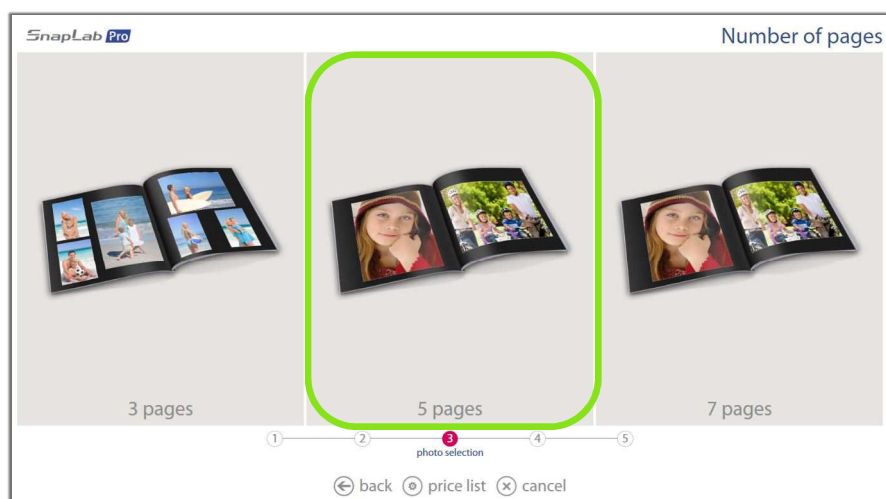 SnapLab Pro
Number of pages
3 pages
5 pages
7 pages
1 2 3 4 5
photo selection
back price list cancel